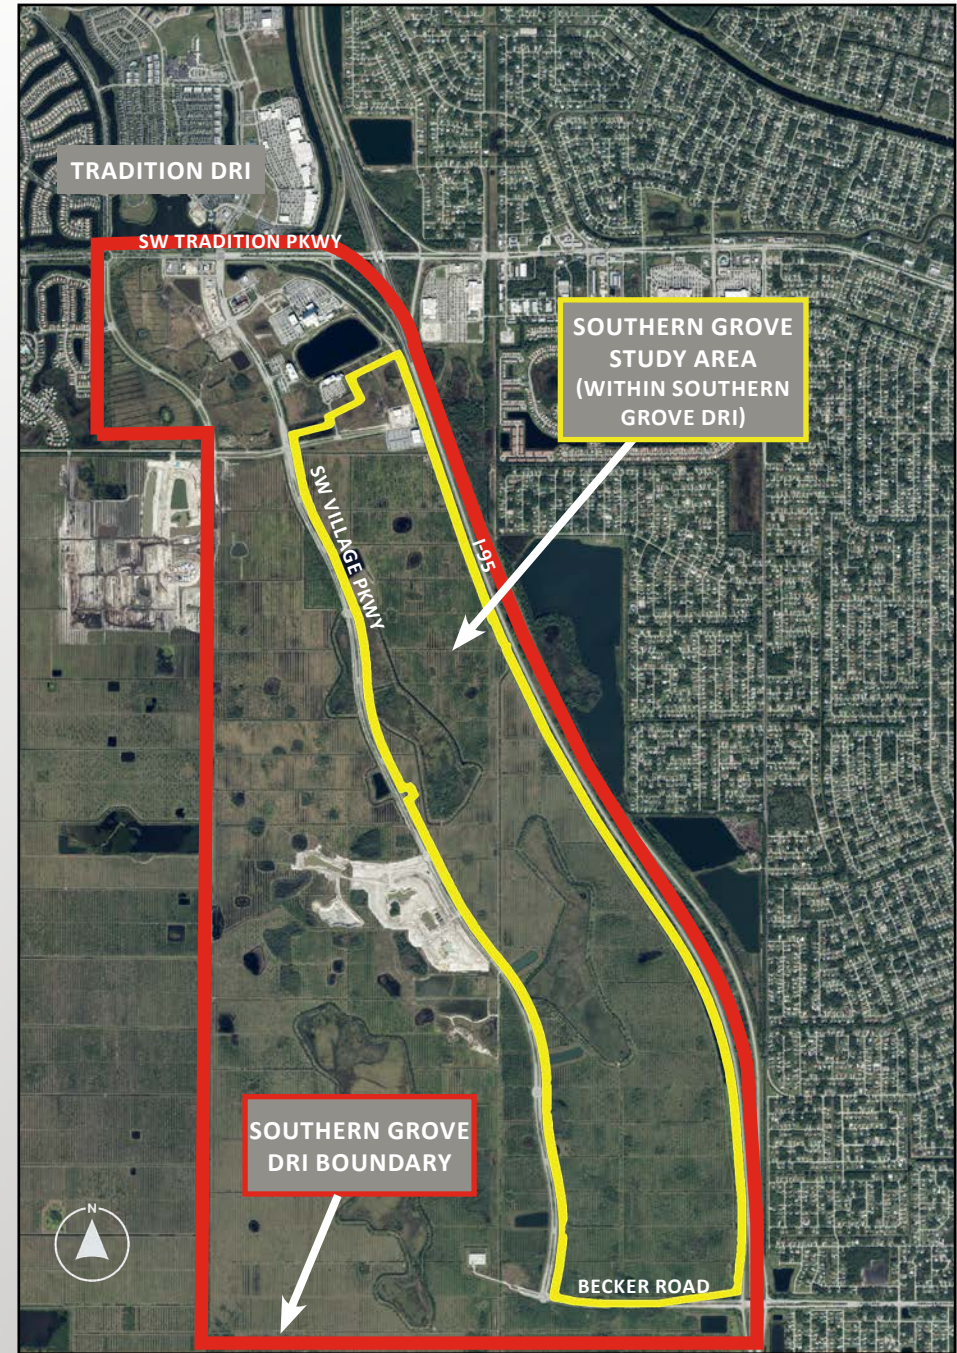 TRADITION DRI
SW TRADITION PKWY
SOUTHERN GROVE
STUDY AREA
(WITHIN SOUTHERN
GROVE DRI)
SW VILLAGE PKWY
I-95
SOUTHERN GROVE
DRI BOUNDARY
N
BECKER ROAD